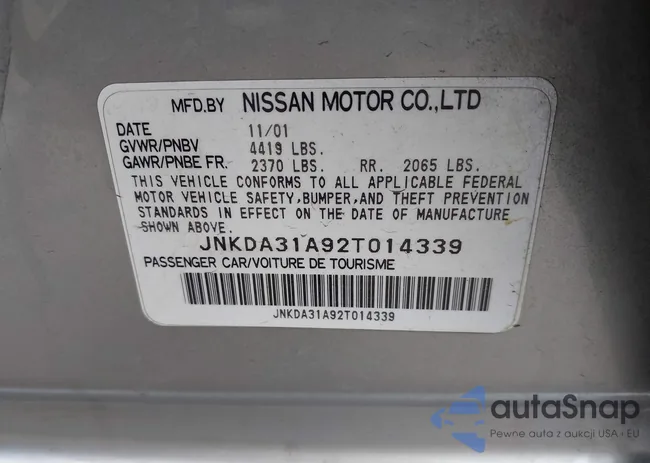 MFD.BY NISSAN MOTOR CO.,LTD
DATE 11/01
GVWR/PNBV 4419 LBS.
GAWR/PNBE FR. 2370 LBS. RR. 2065 LBS.
THIS VEHICLE CONFORMS TO ALL APPLICABLE FEDERAL
MOTOR VEHICLE SAFETY,BUMPER,AND THEFT PREVENTION
STANDARDS IN EFFECT ON THE DATE OF MANUFACTURE
SHOWN ABOVE.
JNKDA31A92T014339
PASSENGER CAR/VOITURE DE TOURISME
JNKDA31A92T014339
autaSnap
Pewne auta z aukcji USA i EU